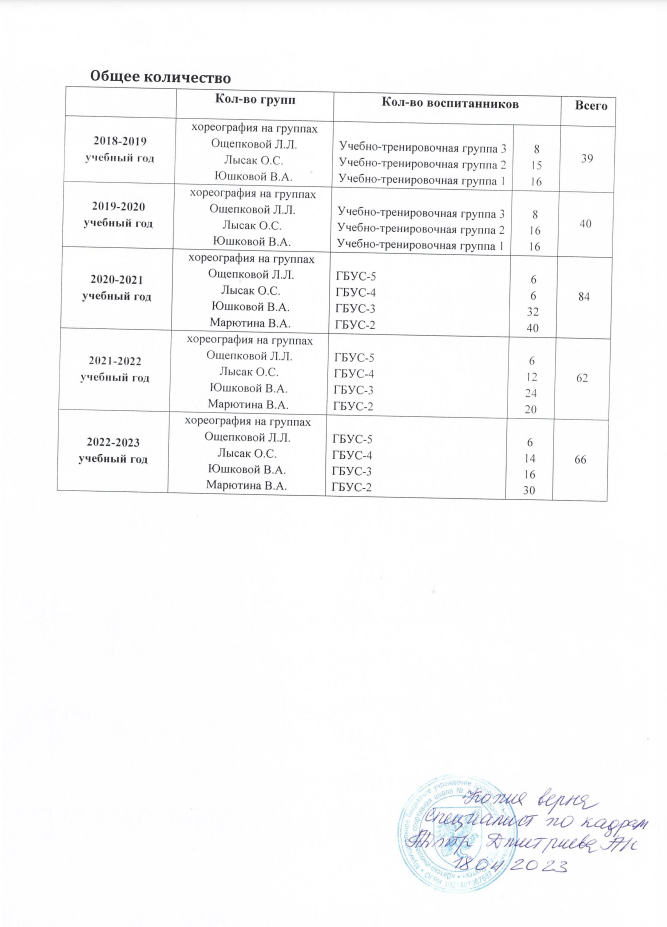 Общее количество
Кол-во групп Кол-во воспитанников Всего
2018-2019
учебный год
хореография на группах
Ощепковой Л.Л.
Лысак О.С.
Юшковой В.А.
Учебно-тренировочная группа 3 8
Учебно-тренировочная группа 2 15
Учебно-тренировочная группа 1 16
39
2019-2020
учебный год
хореография на группах
Ощепковой Л.Л.
Лысак О.С.
Юшковой В.А.
Учебно-тренировочная группа 3 8
Учебно-тренировочная группа 2 16
Учебно-тренировочная группа 1 16
40
2020-2021
учебный год
хореография на группах
Ощепковой Л.Л.
Лысак О.С.
Юшковой В.А.
Марютина В.А.
ГБУС-5 6
ГБУС-4 6
ГБУС-3 32
ГБУС-2 40
84
2021-2022
учебный год
хореография на группах
Ощепковой Л.Л.
Лысак О.С.
Юшковой В.А.
Марютина В.А.
ГБУС-5 6
ГБУС-4 12
ГБУС-3 24
ГБУС-2 20
62
2022-2023
учебный год
хореография на группах
Ощепковой Л.Л.
Лысак О.С.
Юшковой В.А.
Марютина В.А.
ГБУС-5 6
ГБУС-4 14
ГБУС-3 16
ГБУС-2 30
66
Копия верна
Специалист по кадрам
Дмитриева
18.04.2023